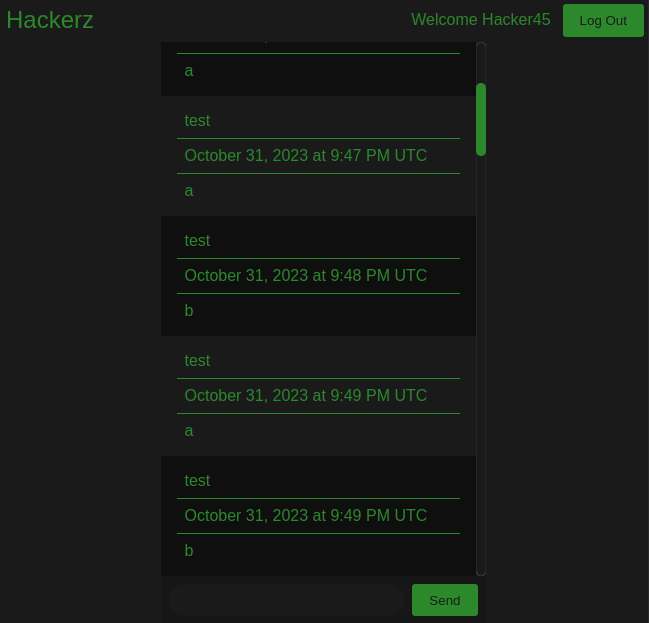 Hackerz
Welcome Hacker45
Log Out
a
test
October 31, 2023 at 9:47 PM UTC
a
test
October 31, 2023 at 9:48 PM UTC
b
test
October 31, 2023 at 9:49 PM UTC
a
test
October 31, 2023 at 9:49 PM UTC
b
Send